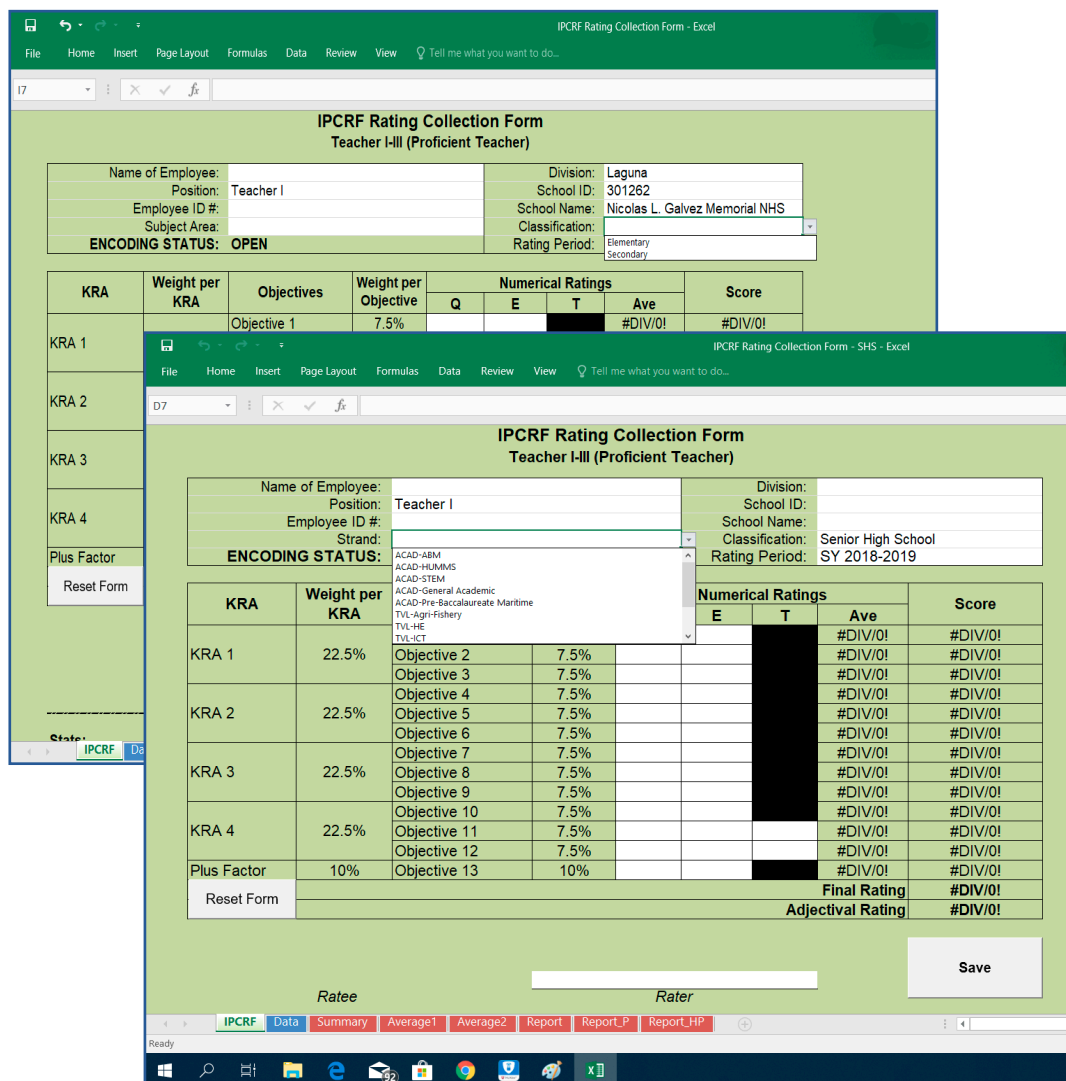 IPCRF Rating Collection Form - Excel
File Home Insert Page Layout Formulas Data Review View Tell me what you want to do...
I7 fx
IPCRF Rating Collection Form
Teacher I-III (Proficient Teacher)
Name of Employee: Division: Laguna
Position: Teacher I School ID: 301262
Employee ID #: School Name: Nicolas L. Galvez Memorial NHS
Subject Area: Classification:
ENCODING STATUS: OPEN Rating Period:
Elementary
Secondary
KRA Weight per KRA Objectives Weight per Objective Numerical Ratings Score
Q E T Ave
Objective 1 7.5% #DIV/0! #DIV/0!
KRA 1
KRA 2
KRA 3
KRA 4
Plus Factor
Reset Form
Stats:
IPCRF Da
IPCRF Rating Collection Form - SHS - Excel
File Home Insert Page Layout Formulas Data Review View Tell me what you want to do...
D7 fx
IPCRF Rating Collection Form
Teacher I-III (Proficient Teacher)
Name of Employee: Division:
Position: Teacher I School ID:
Employee ID #: School Name:
Strand: Classification: Senior High School
ENCODING STATUS: Rating Period: SY 2018-2019
ACAD-ABM
ACAD-HUMMS
ACAD-STEM
ACAD-General Academic
ACAD-Pre-Baccalaureate Maritime
TVL-Agri-Fishery
TVL-HE
TVL-ICT
KRA Weight per KRA Numerical Ratings Score
E T Ave
#DIV/0! #DIV/0!
KRA 1 22.5% Objective 2 7.5% #DIV/0! #DIV/0!
Objective 3 7.5% #DIV/0! #DIV/0!
Objective 4 7.5% #DIV/0! #DIV/0!
KRA 2 22.5% Objective 5 7.5% #DIV/0! #DIV/0!
Objective 6 7.5% #DIV/0! #DIV/0!
Objective 7 7.5% #DIV/0! #DIV/0!
KRA 3 22.5% Objective 8 7.5% #DIV/0! #DIV/0!
Objective 9 7.5% #DIV/0! #DIV/0!
Objective 10 7.5% #DIV/0! #DIV/0!
KRA 4 22.5% Objective 11 7.5% #DIV/0! #DIV/0!
Objective 12 7.5% #DIV/0! #DIV/0!
Plus Factor 10% Objective 13 10% #DIV/0! #DIV/0!
Reset Form Final Rating #DIV/0!
Adjectival Rating #DIV/0!
Save
Ratee Rater
IPCRF Data Summary Average1 Average2 Report Report_P Report_HP
Ready
92